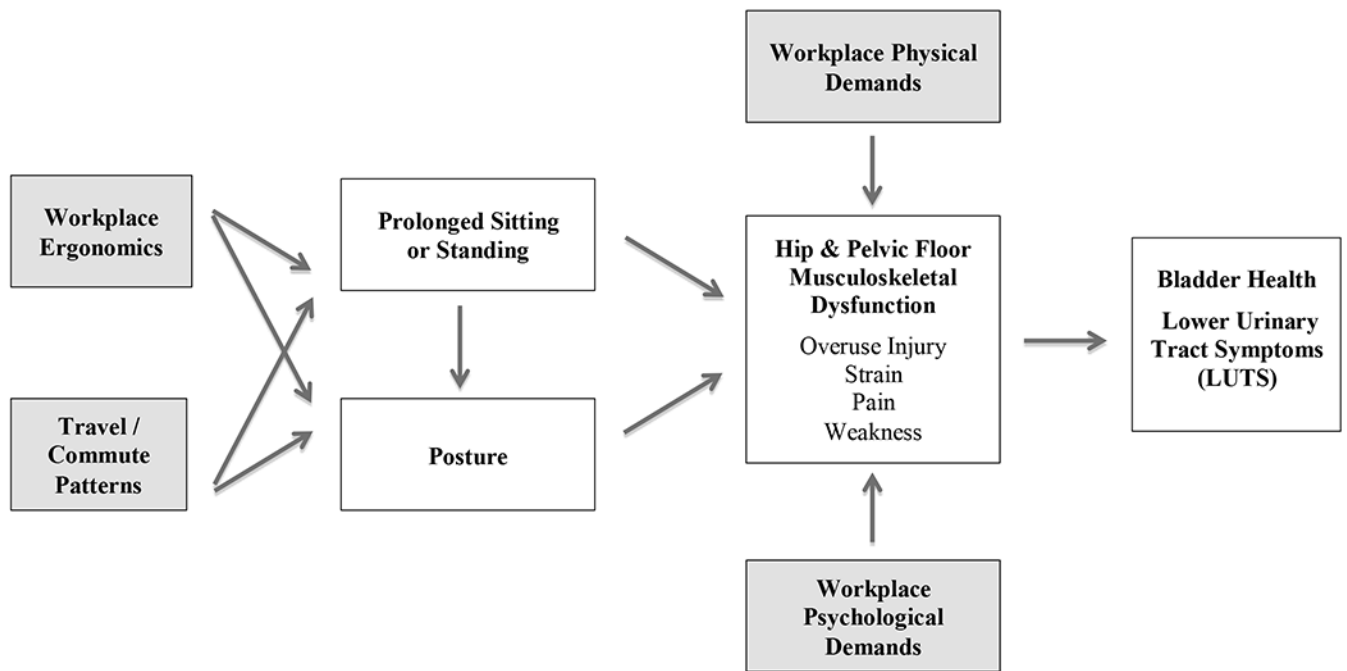 Workplace Physical
Demands
Workplace
Ergonomics
Prolonged Sitting
or Standing
Hip & Pelvic Floor
Musculoskeletal
Dysfunction
Overuse Injury
Strain
Pain
Weakness
Bladder Health
Lower Urinary
Tract Symptoms
(LUTS)
Travel /
Commute
Patterns
Posture
Workplace
Psychological
Demands